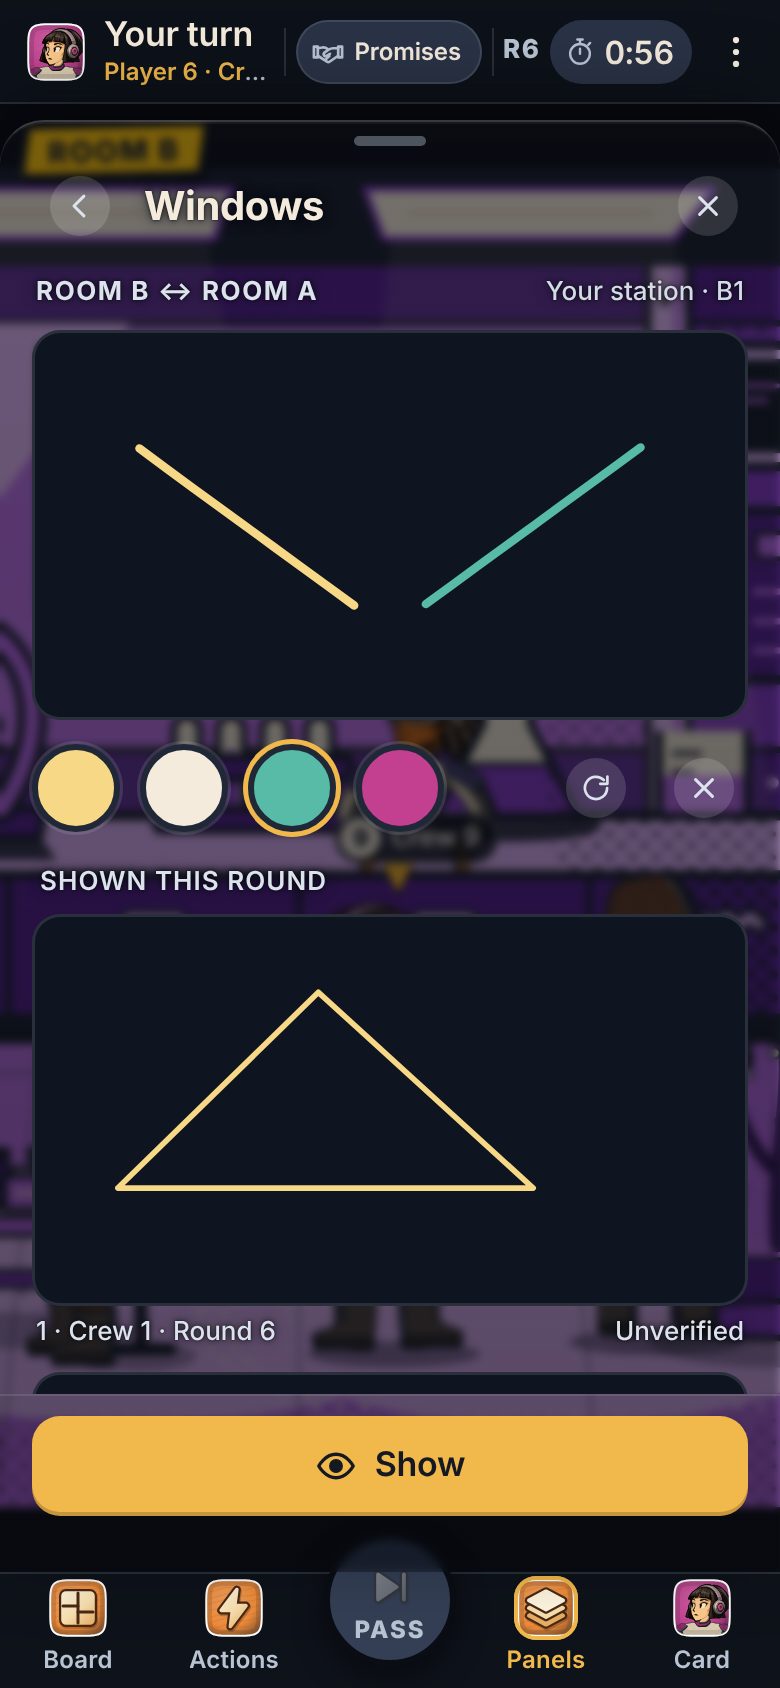 Your turn
Player 6 · Cr...
Promises
R6
0:56
ROOM B
Windows
ROOM B ↔ ROOM A
Your station · B1
SHOWN THIS ROUND
1 · Crew 1 · Round 6
Unverified
Show
PASS
Board
Actions
Panels
Card